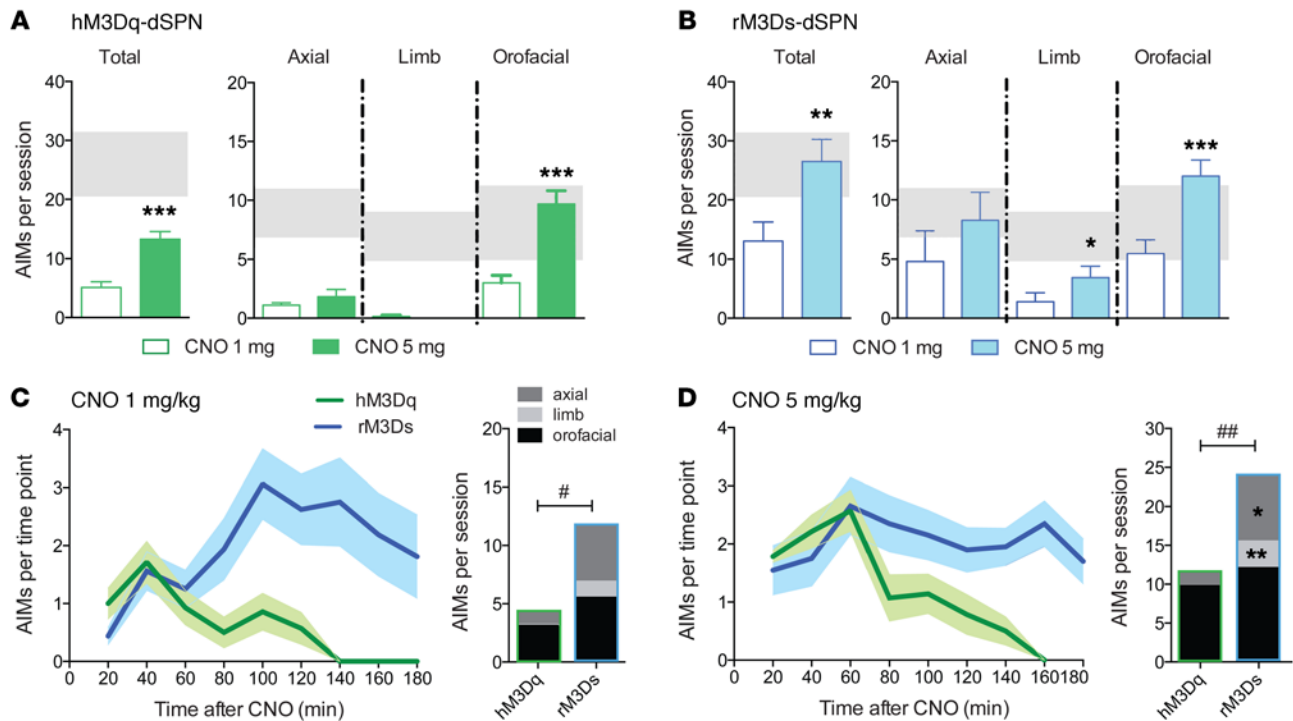 A hM3Dq-dSPN
Total Axial Limb Orofacial
AIMs per session
40
30
20
10
0
20
15
10
5
0
***
***
CNO 1 mg CNO 5 mg
B rM3Ds-dSPN
Total Axial Limb Orofacial
AIMs per session
40
30
20
10
0
20
15
10
5
0
**
*
***
CNO 1 mg CNO 5 mg
C CNO 1 mg/kg
hM3Dq
rM3Ds
AIMs per time point
4
3
2
1
0
0 20 40 60 80 100 120 140 160 180
Time after CNO (min)
axial
limb
orofacial
AIMs per session
20
15
10
5
0
#
hM3Dq rM3Ds
D CNO 5 mg/kg
AIMs per time point
4
3
2
1
0
0 20 40 60 80 100 120 140 160 180
Time after CNO (min)
AIMs per session
30
25
20
15
10
5
0
##
*
**
hM3Dq rM3Ds